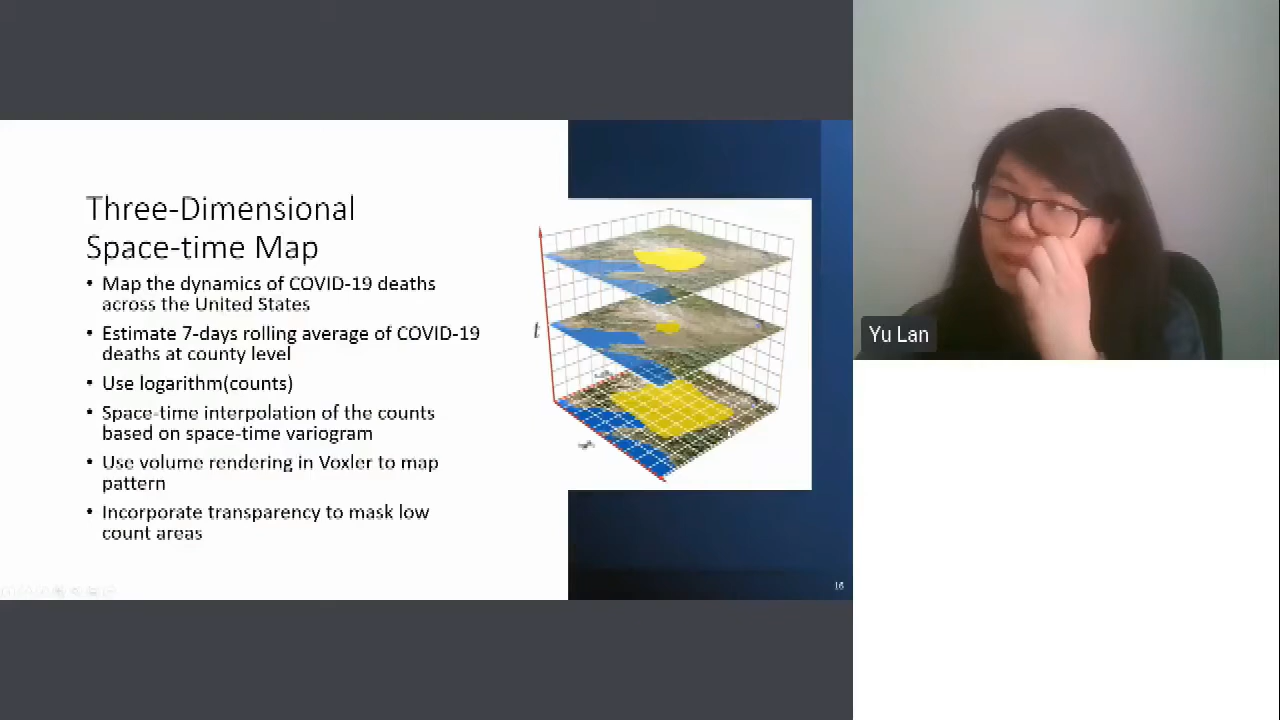 Three-Dimensional
Space-time Map
• Map the dynamics of COVID-19 deaths
across the United States
• Estimate 7-days rolling average of COVID-19
deaths at county level
• Use logarithm(counts)
• Space-time interpolation of the counts
based on space-time variogram
• Use volume rendering in Voxler to map
pattern
• Incorporate transparency to mask low
count areas
t
16
Yu Lan